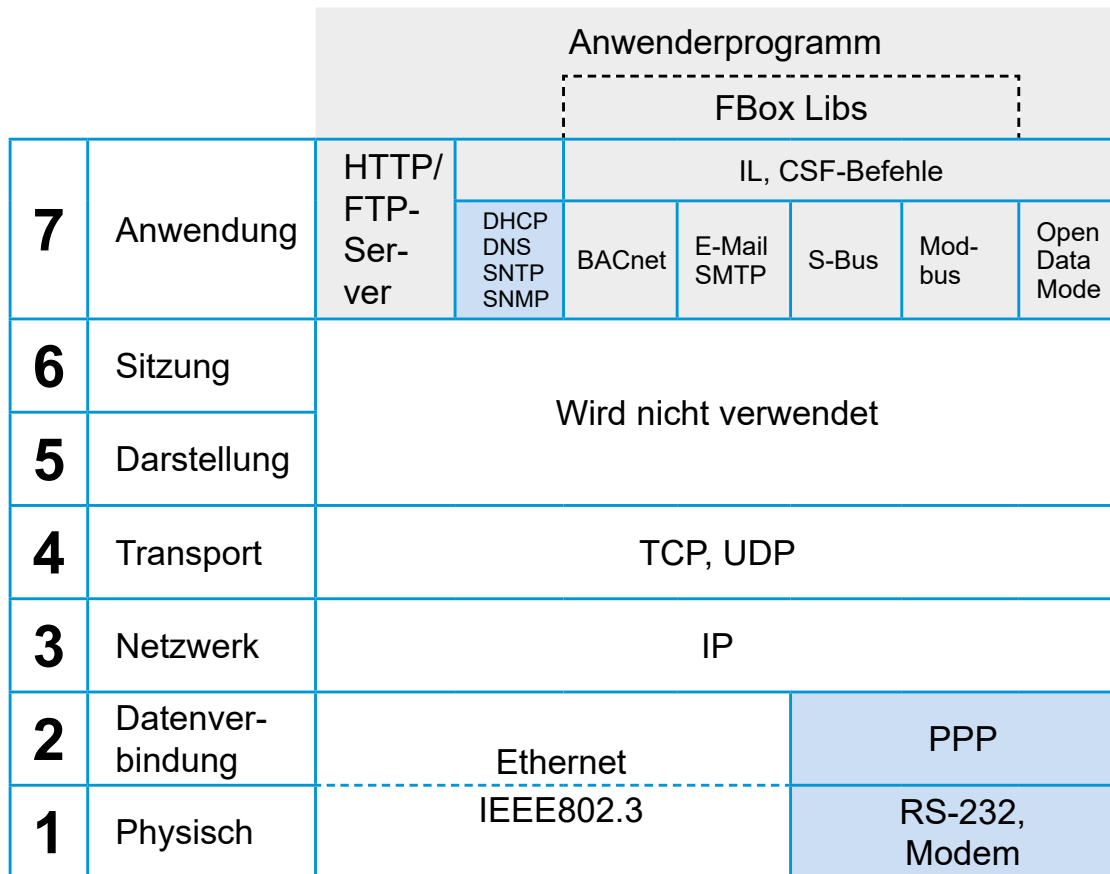 Anwenderprogramm
FBox Libs
7
Anwendung
HTTP/
FTP-
Ser-
ver
DHCP
DNS
SNTP
SNMP
IL, CSF-Befehle
BACnet
E-Mail
SMTP
S-Bus
Mod-
bus
Open
Data
Mode
6
Sitzung
5
Darstellung
Wird nicht verwendet
4
Transport
TCP, UDP
3
Netzwerk
IP
2
Datenver-
bindung
Ethernet
PPP
1
Physisch
IEEE802.3
RS-232,
Modem